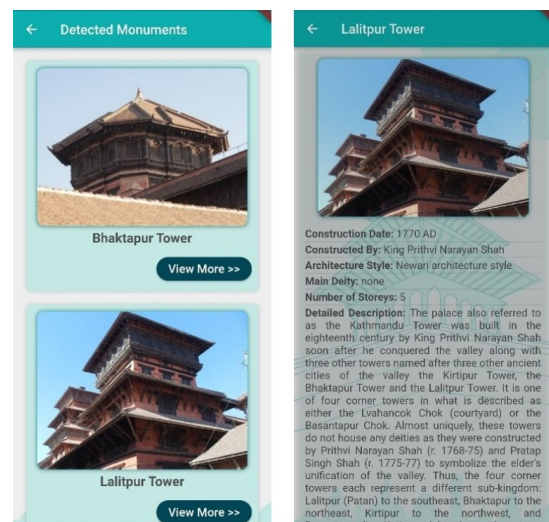 Detected Monuments
Bhaktapur Tower
View More >>
Lalitpur Tower
View More >>
Lalitpur Tower
Construction Date: 1770 AD
Constructed By: King Prithvi Narayan Shah
Architecture Style: Newari architecture style
Main Deity: none
Number of Storeys: 5
Detailed Description: The palace also referred to
as the Kathmandu Tower was built in the
eighteenth century by King Prithvi Narayan Shah
soon after he conquered the valley along with
three other towers named after three other ancient
cities of the valley the Kirtipur Tower, the
Bhaktapur Tower and the Lalitpur Tower. It is one
of four corner towers in what is described as
either the Lvahancok Chok (courtyard) or the
Basantapur Chok. Almost uniquely, these towers
do not house any deities as they were constructed
by Prithvi Narayan Shah (r. 1768-75) and Pratap
Singh Shah (r. 1775-77) to symbolize the elder's
unification of the valley. Thus, the four corner
towers each represent a different sub-kingdom:
Lalitpur (Patan) to the southeast, Bhaktapur to the
northeast, Kirtipur to the northwest, and